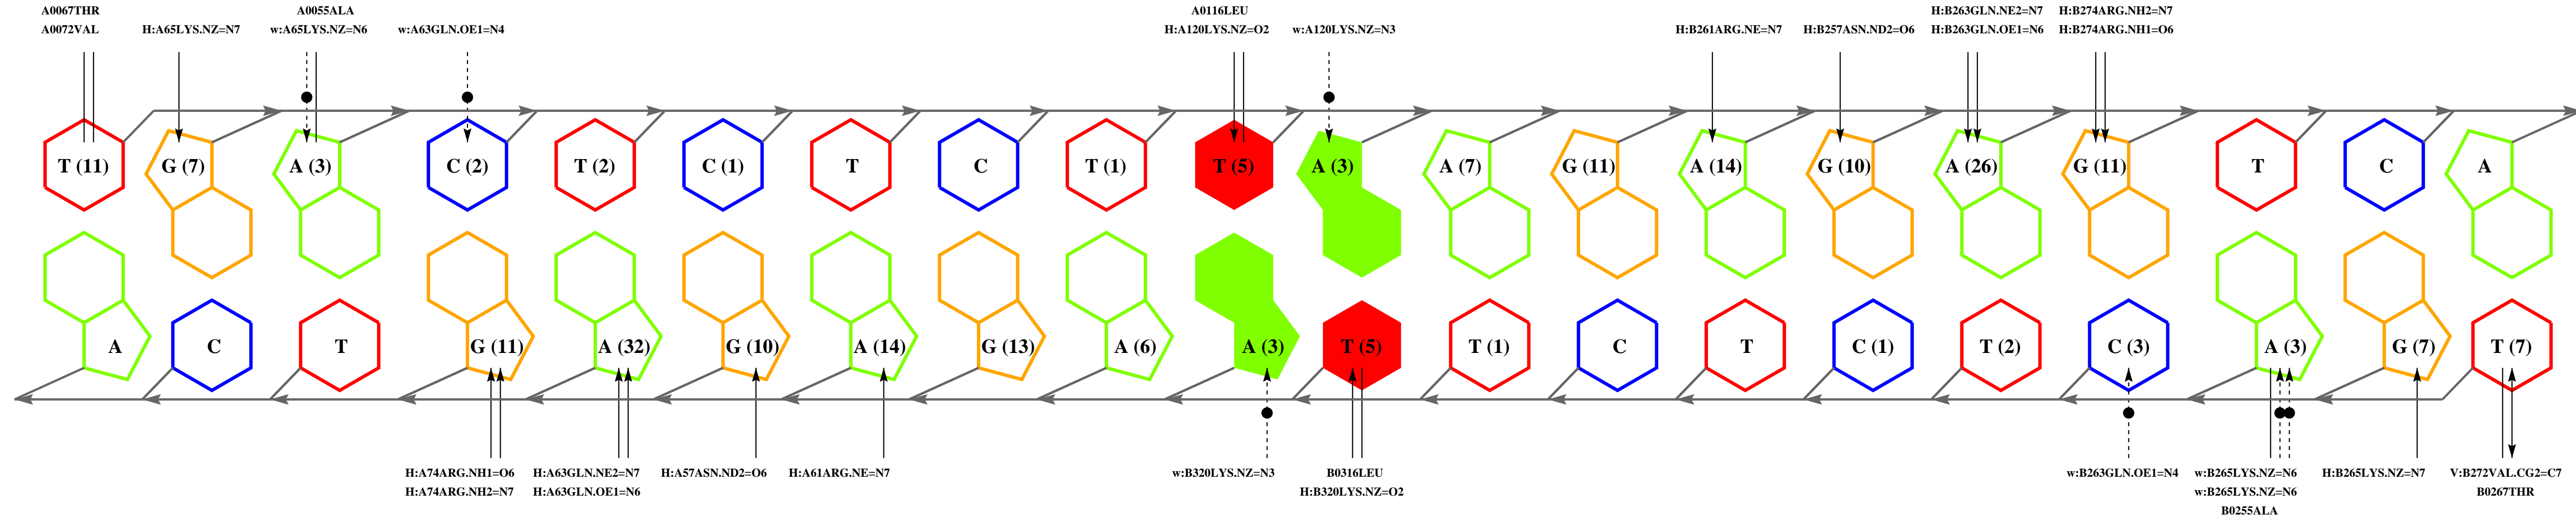 A0067THR A0055ALA A0116LEU H:B263GLN.NE2=N7 H:B274ARG.NH2=N7
A0072VAL H:A65LYS.NZ=N7 w:A65LYS.NZ=N6 w:A63GLN.OE1=N4 H:A120LYS.NZ=O2 w:A120LYS.NZ=N3 H:B261ARG.NE=N7 H:B257ASN.ND2=O6 H:B263GLN.OE1=N6 H:B274ARG.NH1=O6
T (11) G (7) A (3) C (2) T (2) C (1) T C T (1) T (5) A (3) A (7) G (11) A (14) G (10) A (26) G (11) T C A
A C T G (11) A (32) G (10) A (14) G (13) A (6) A (3) T (5) T (1) C T C (1) T (2) C (3) A (3) G (7) T (7)
H:A74ARG.NH1=O6 H:A63GLN.NE2=N7 H:A57ASN.ND2=O6 H:A61ARG.NE=N7 w:B320LYS.NZ=N3 B0316LEU w:B263GLN.OE1=N4 w:B265LYS.NZ=N6 H:B265LYS.NZ=N7 V:B272VAL.CG2=C7
H:A74ARG.NH2=N7 H:A63GLN.OE1=N6 H:B320LYS.NZ=O2 w:B265LYS.NZ=N6 B0267THR
B0255ALA